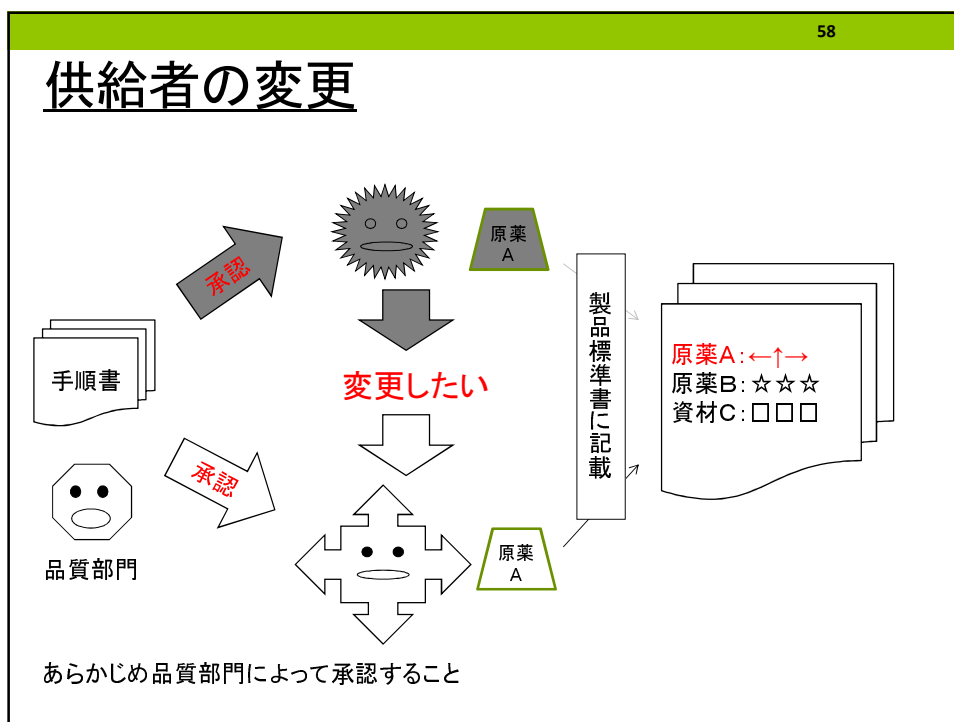 58
供給者の変更
承認
原薬
A
手順書
変更したい
承認
品質部門
原薬
A
製品標準書に記載
原薬A：←↑→
原薬B：☆☆☆
資材C：□□□
あらかじめ品質部門によって承認すること